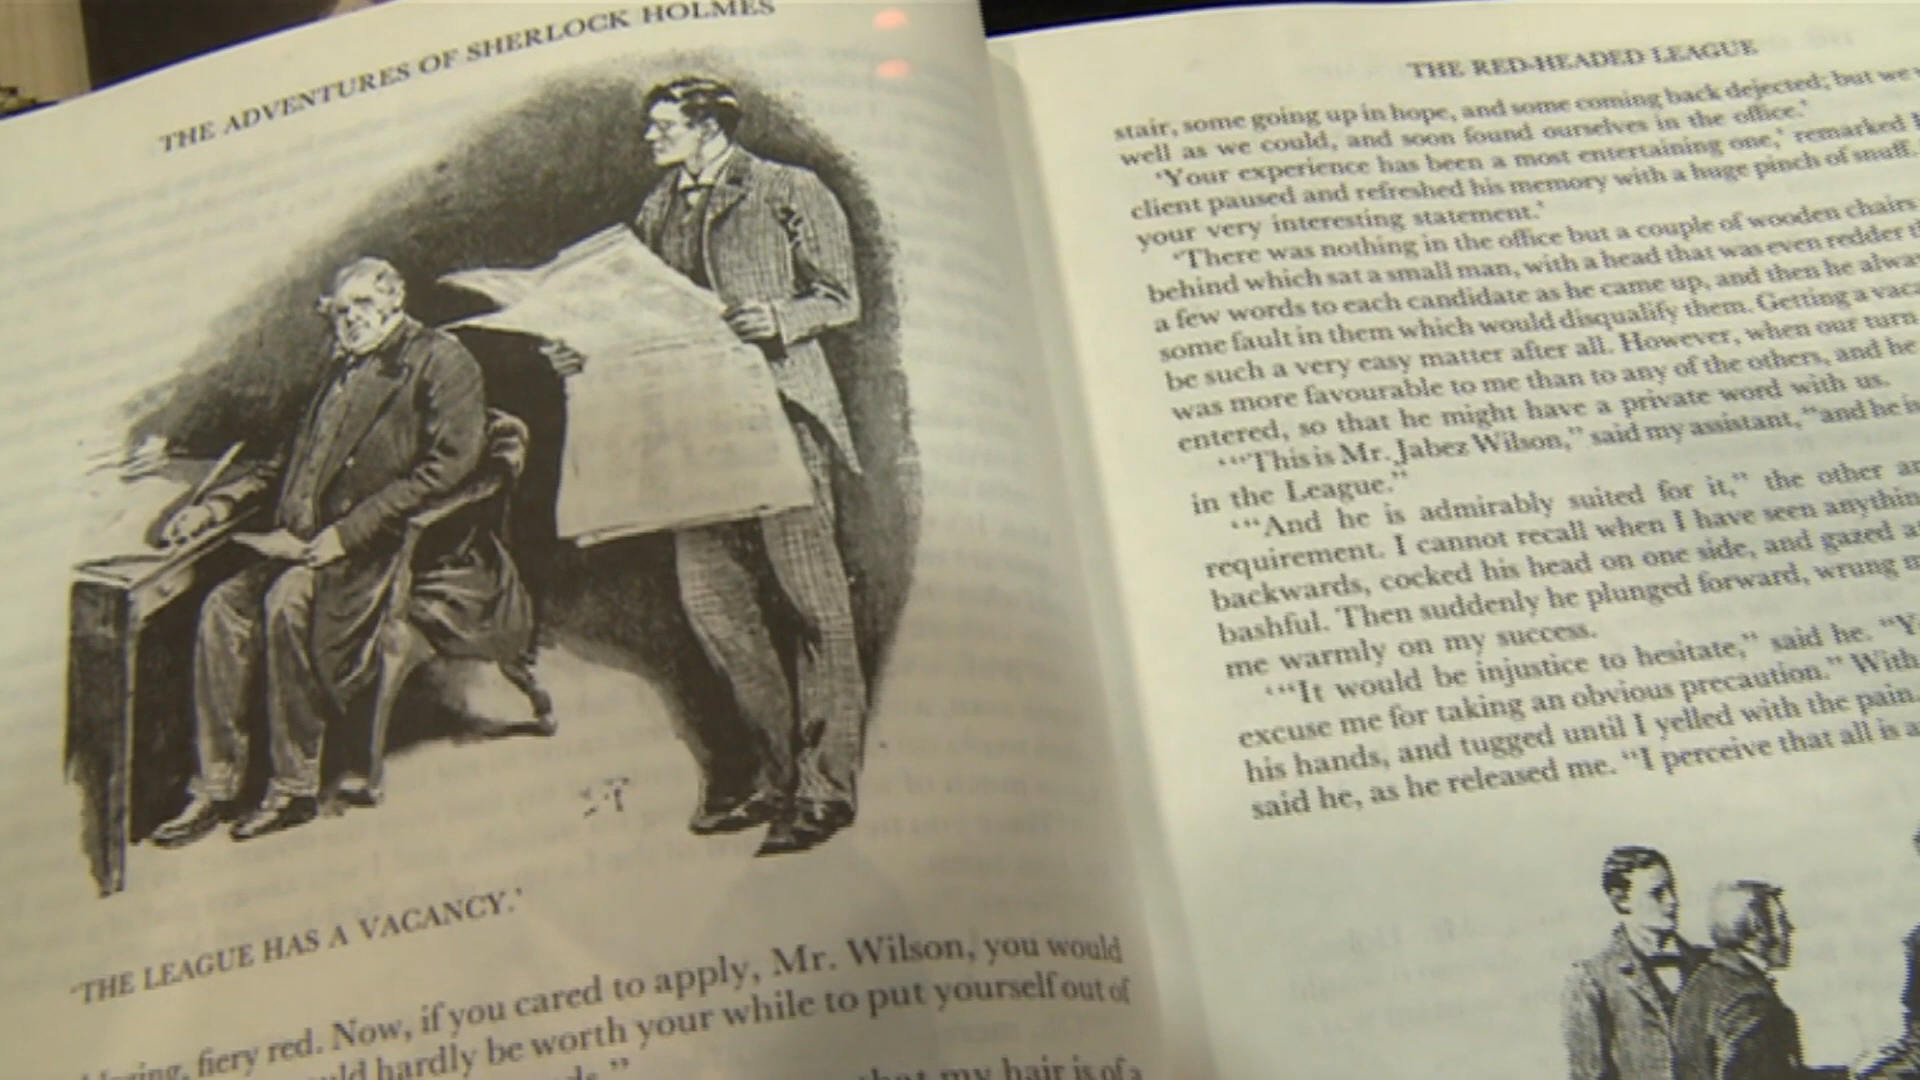 THE ADVENTURES OF SHERLOCK HOLMES
'THE LEAGUE HAS A VACANCY.'
fiery red. Now, if you cared to apply, Mr. Wilson, you would
hardly be worth your while to put yourself out of
my hair is of a
THE RED-HEADED LEAGUE
stair, some going up in hope, and some coming back dejected; but we
well as we could, and soon found ourselves in the office.'
'Your experience has been a most entertaining one,' remarked
client paused and refreshed his memory with a huge pinch of snuff.
your very interesting statement.'
'There was nothing in the office but a couple of wooden chairs
behind which sat a small man, with a head that was even redder
a few words to each candidate as he came up, and then he
some fault in them which would disqualify them. Getting a
be such a very easy matter after all. However, when our turn
was more favourable to me than to any of the others, and he
entered, so that he might have a private word with us.
'"This is Mr. Jabez Wilson," said my assistant, "and he is
in the League."
'"And he is admirably suited for it," the other
requirement. I cannot recall when I have seen
backwards, cocked his head on one side, and gazed
bashful. Then suddenly he plunged forward, wrung
me warmly on my success.
'"It would be injustice to hesitate," said he.
excuse me for taking an obvious precaution." With
his hands, and tugged until I yelled with the pain.
said he, as he released me. "I perceive that all is